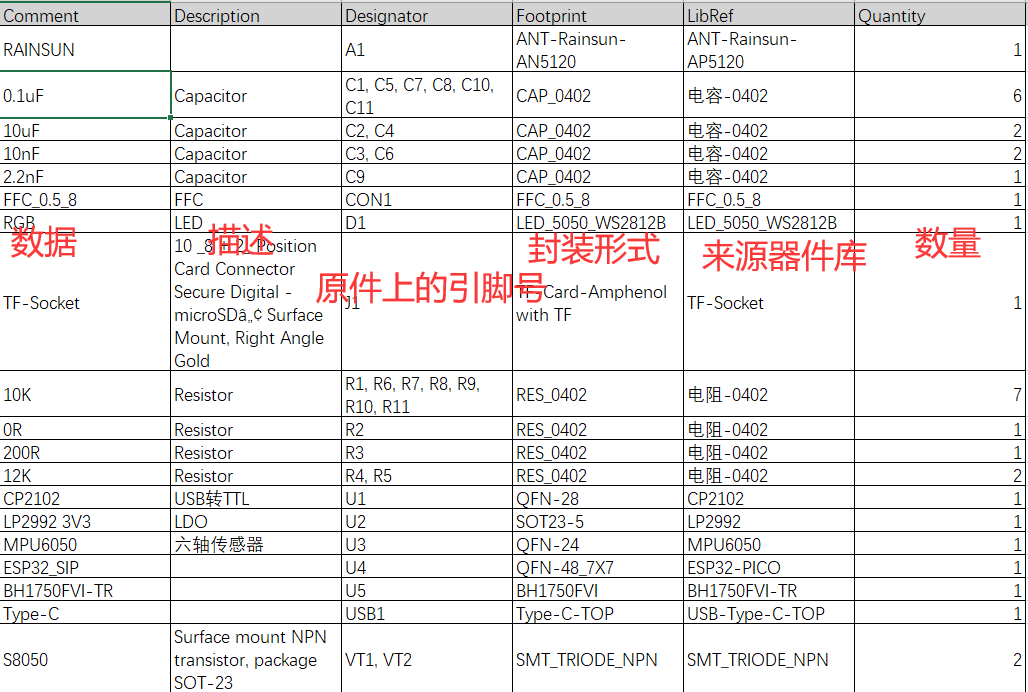 Comment Description Designator Footprint LibRef Quantity
RAINSUN A1 ANT-Rainsun-AN5120 ANT-Rainsun-AP5120 1
0.1uF Capacitor C1, C5, C7, C8, C10, C11 CAP_0402 电容-0402 6
10uF Capacitor C2, C4 CAP_0402 电容-0402 2
10nF Capacitor C3, C6 CAP_0402 电容-0402 2
2.2nF Capacitor C9 CAP_0402 电容-0402 1
FFC_0.5_8 FFC CON1 FFC_0.5_8 FFC_0.5_8 1
RGB LED D1 LED_5050_WS2812B LED_5050_WS2812B 1
数据 描述 原件上的引脚号 封装形式 来源器件库 数量
TF-Socket 10 _8 + 2_ Position Card Connector Secure Digital - microSDâ„¢ Surface Mount, Right Angle Gold J1 TF-Card-Amphenol with TF TF-Socket 1
10K Resistor R1, R6, R7, R8, R9, R10, R11 RES_0402 电阻-0402 7
0R Resistor R2 RES_0402 电阻-0402 1
200R Resistor R3 RES_0402 电阻-0402 1
12K Resistor R4, R5 RES_0402 电阻-0402 2
CP2102 USB转TTL U1 QFN-28 CP2102 1
LP2992 3V3 LDO U2 SOT23-5 LP2992 1
MPU6050 六轴传感器 U3 QFN-24 MPU6050 1
ESP32_SIP U4 QFN-48_7X7 ESP32-PICO 1
BH1750FVI-TR U5 BH1750FVI BH1750FVI-TR 1
Type-C USB1 Type-C-TOP USB-Type-C-TOP 1
S8050 Surface mount NPN transistor, package SOT-23 VT1, VT2 SMT_TRIODE_NPN SMT_TRIODE_NPN 2